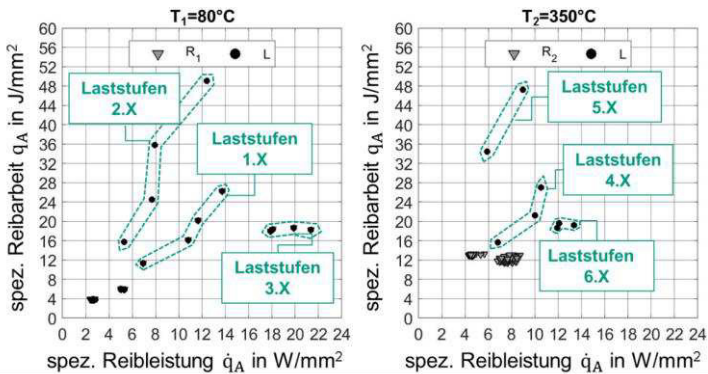 T₁=80°C
60
56
52
48
44
40
36
32
28
24
20
16
12
8
4
0
spez. Reibarbeit qA in J/mm²
R₁ L
Laststufen
2.X
Laststufen
1.X
Laststufen
3.X
0 2 4 6 8 10 12 14 16 18 20 22 24
spez. Reibleistung q̇A in W/mm²
T₂=350°C
60
56
52
48
44
40
36
32
28
24
20
16
12
8
4
0
spez. Reibarbeit qA in J/mm²
R₂ L
Laststufen
5.X
Laststufen
4.X
Laststufen
6.X
0 2 4 6 8 10 12 14 16 18 20 22 24
spez. Reibleistung q̇A in W/mm²